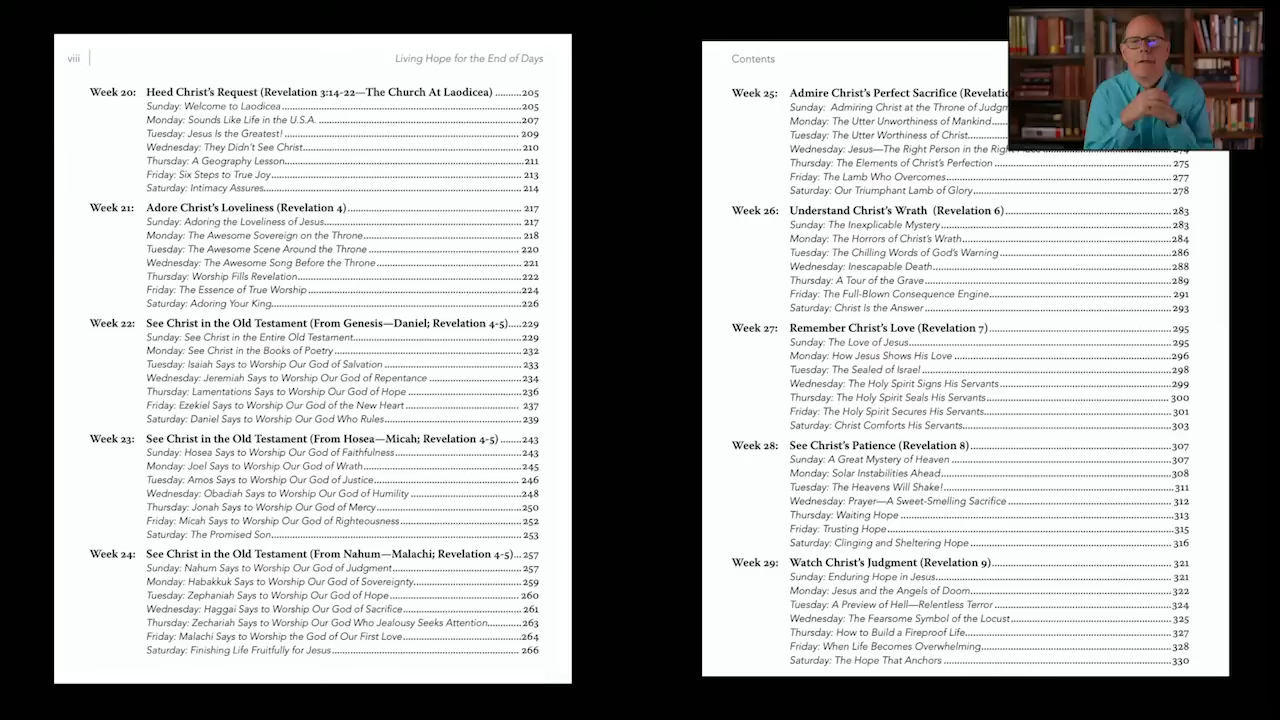 viii
Living Hope for the End of Days
Week 20: Heed Christ's Request (Revelation 3:14-22—The Church At Laodicea) ..........205
Sunday: Welcome to Laodicea..........205
Monday: Sounds Like Life in the U.S.A. ..........207
Tuesday: Jesus Is the Greatest! ..........209
Wednesday: They Didn't See Christ..........210
Thursday: A Geography Lesson..........211
Friday: Six Steps to True Joy..........213
Saturday: Intimacy Assures..........214
Week 21: Adore Christ's Loveliness (Revelation 4)..........217
Sunday: Adoring the Loveliness of Jesus..........217
Monday: The Awesome Sovereign on the Throne..........218
Tuesday: The Awesome Scene Around the Throne ..........220
Wednesday: The Awesome Song Before the Throne..........221
Thursday: Worship Fills Revelation..........222
Friday: The Essence of True Worship ..........224
Saturday: Adoring Your King..........226
Week 22: See Christ in the Old Testament (From Genesis—Daniel; Revelation 4-5).....229
Sunday: See Christ in the Entire Old Testament..........229
Monday: See Christ in the Books of Poetry..........232
Tuesday: Isaiah Says to Worship Our God of Salvation ..........233
Wednesday: Jeremiah Says to Worship Our God of Repentance ..........234
Thursday: Lamentations Says to Worship Our God of Hope ..........236
Friday: Ezekiel Says to Worship Our God of the New Heart .......... 237
Saturday: Daniel Says to Worship Our God Who Rules..........239
Week 23: See Christ in the Old Testament (From Hosea—Micah; Revelation 4-5) ........243
Sunday: Hosea Says to Worship Our God of Faithfulness..........243
Monday: Joel Says to Worship Our God of Wrath..........245
Tuesday: Amos Says to Worship Our God of Justice..........246
Wednesday: Obadiah Says to Worship Our God of Humility ..........248
Thursday: Jonah Says to Worship Our God of Mercy..........250
Friday: Micah Says to Worship Our God of Righteousness..........252
Saturday: The Promised Son..........253
Week 24: See Christ in the Old Testament (From Nahum—Malachi; Revelation 4-5)...257
Sunday: Nahum Says to Worship Our God of Judgment..........257
Monday: Habakkuk Says to Worship Our God of Sovereignty..........259
Tuesday: Zephaniah Says to Worship Our God of Hope ..........260
Wednesday: Haggai Says to Worship Our God of Sacrifice..........261
Thursday: Zechariah Says to Worship Our God Who Jealousy Seeks Attention..........263
Friday: Malachi Says to Worship the God of Our First Love..........264
Saturday: Finishing Life Fruitfully for Jesus.......... 266
Contents
Week 25: Admire Christ's Perfect Sacrifice
Sunday: Admiring Christ at the Throne of
Monday: The Utter Unworthiness of Mankind..........
Tuesday: The Utter Worthiness of Christ..........
Wednesday: Jesus—The Right Person in the Right
Thursday: The Elements of Christ's Perfection ..........275
Friday: The Lamb Who Overcomes..........277
Saturday: Our Triumphant Lamb of Glory..........278
Week 26: Understand Christ's Wrath (Revelation 6)..........283
Sunday: The Inexplicable Mystery..........283
Monday: The Horrors of Christ's Wrath..........284
Tuesday: The Chilling Words of God's Warning..........286
Wednesday: Inescapable Death..........288
Thursday: A Tour of the Grave..........289
Friday: The Full-Blown Consequence Engine..........291
Saturday: Christ Is the Answer..........293
Week 27: Remember Christ's Love (Revelation 7)..........295
Sunday: The Love of Jesus..........295
Monday: How Jesus Shows His Love ..........296
Tuesday: The Sealed of Israel..........298
Wednesday: The Holy Spirit Signs His Servants..........299
Thursday: The Holy Spirit Seals His Servants.......... 300
Friday: The Holy Spirit Secures His Servants..........301
Saturday: Christ Comforts His Servants..........303
Week 28: See Christ's Patience (Revelation 8)..........307
Sunday: A Great Mystery of Heaven ..........307
Monday: Solar Instabilities Ahead..........308
Tuesday: The Heavens Will Shake!..........311
Wednesday: Prayer—A Sweet-Smelling Sacrifice .......... 312
Thursday: Waiting Hope ..........313
Friday: Trusting Hope..........315
Saturday: Clinging and Sheltering Hope.......... 316
Week 29: Watch Christ's Judgment (Revelation 9).......... 321
Sunday: Enduring Hope in Jesus..........321
Monday: Jesus and the Angels of Doom..........322
Tuesday: A Preview of Hell—Relentless Terror ..........324
Wednesday: The Fearsome Symbol of the Locust..........325
Thursday: How to Build a Fireproof Life..........327
Friday: When Life Becomes Overwhelming..........328
Saturday: The Hope That Anchors ..........330